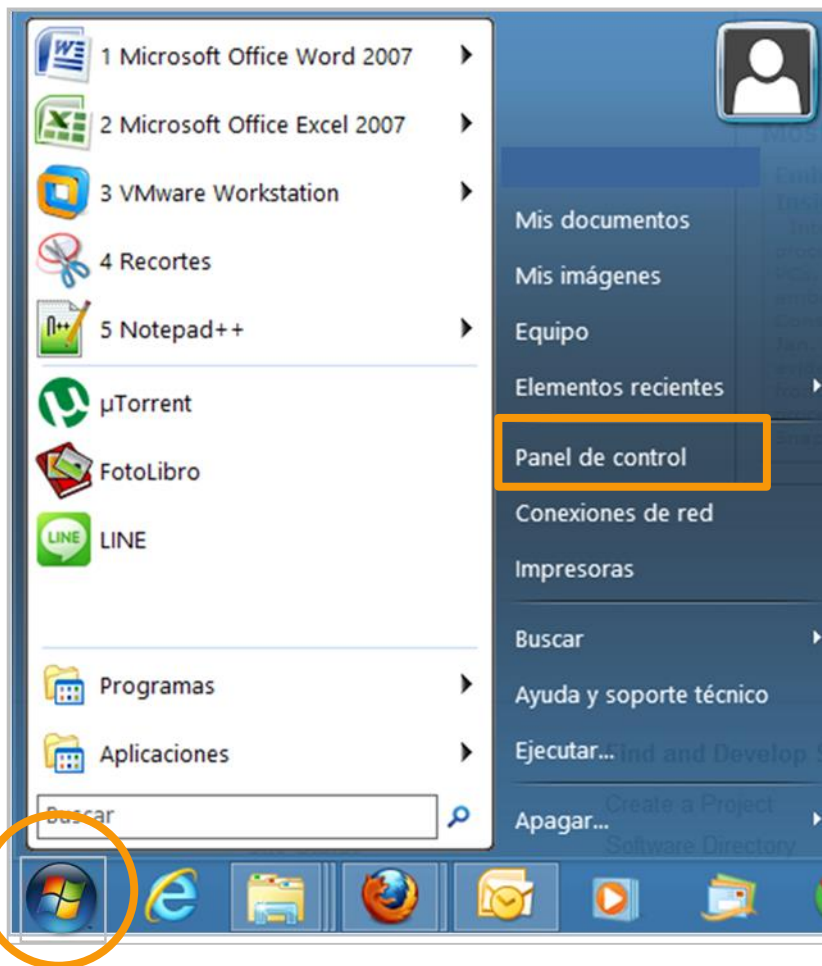 1 Microsoft Office Word 2007
2 Microsoft Office Excel 2007
3 VMware Workstation
4 Recortes
5 Notepad++
µTorrent
FotoLibro
LINE
LINE
Programas
Aplicaciones
Buscar
Mis documentos
Mis imágenes
Equipo
Elementos recientes
Panel de control
Conexiones de red
Impresoras
Buscar
Ayuda y soporte técnico
Ejecutar...
Find and Develop
Create a Project
Apagar...
Software Directory